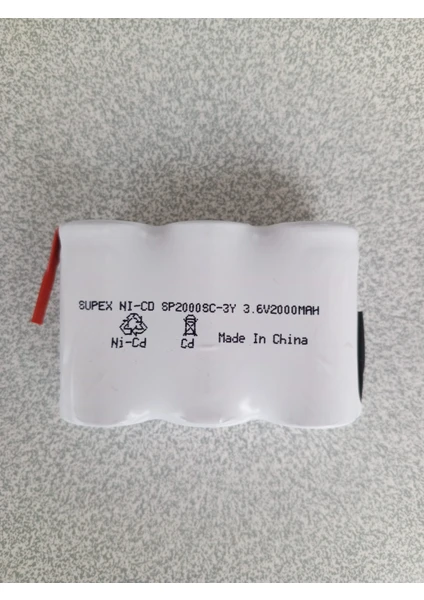 SUPEX NI-CD SP2000SC-3Y 3.6V2000MAH
Ni-Cd Cd Made In China